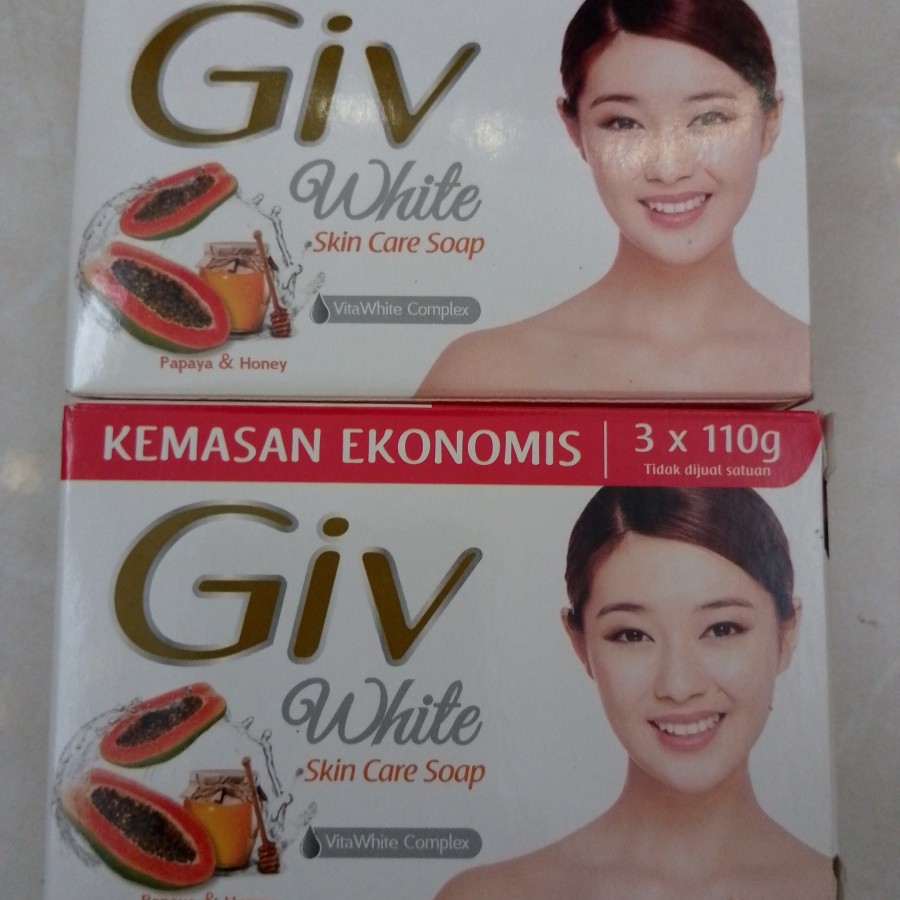 Giv
White
Skin Care Soap
VitaWhite Complex
Papaya & Honey
KEMASAN EKONOMIS
3 x 110g
Tidak dijual satuan
Giv
White
Skin Care Soap
VitaWhite Complex